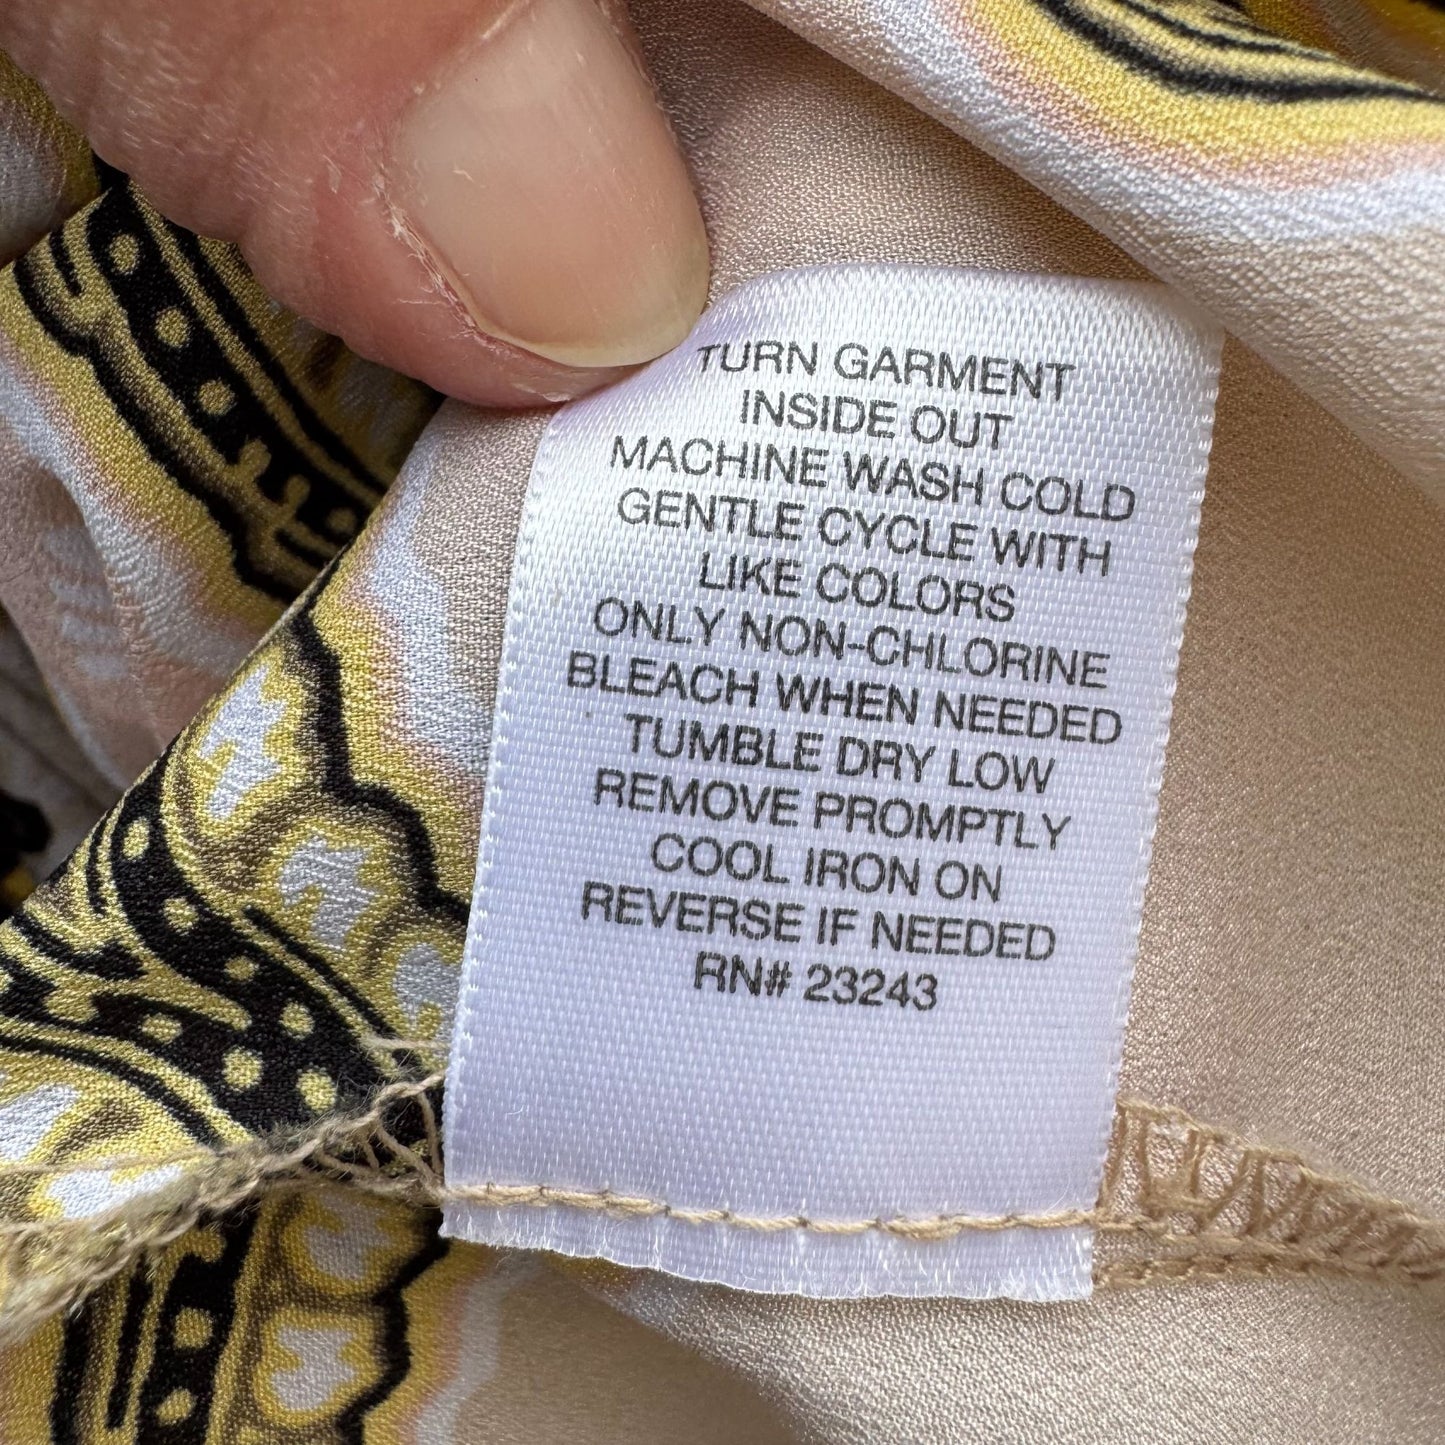 TURN GARMENT
INSIDE OUT
MACHINE WASH COLD
GENTLE CYCLE WITH
LIKE COLORS
ONLY NON-CHLORINE
BLEACH WHEN NEEDED
TUMBLE DRY LOW
REMOVE PROMPTLY
COOL IRON ON
REVERSE IF NEEDED
RN# 23243